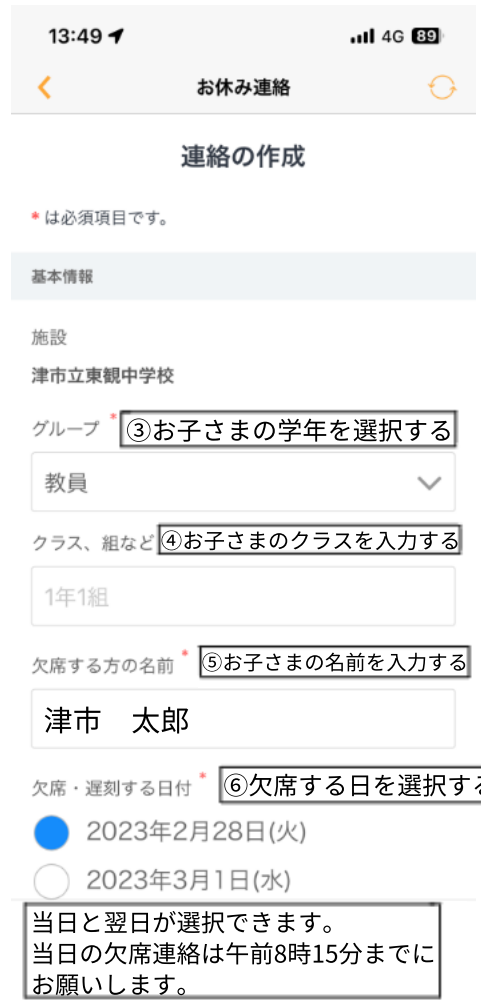 13:49 4G 89
お休み連絡
連絡の作成
* は必須項目です。
基本情報
施設
津市立東観中学校
グループ * ③お子さまの学年を選択する
教員
クラス、組など ④お子さまのクラスを入力する
1年1組
欠席する方の名前 * ⑤お子さまの名前を入力する
津市 太郎
欠席・遅刻する日付 * ⑥欠席する日を選択する
2023年2月28日(火)
2023年3月1日(水)
当日と翌日が選択できます。
当日の欠席連絡は午前8時15分までに
お願いします。